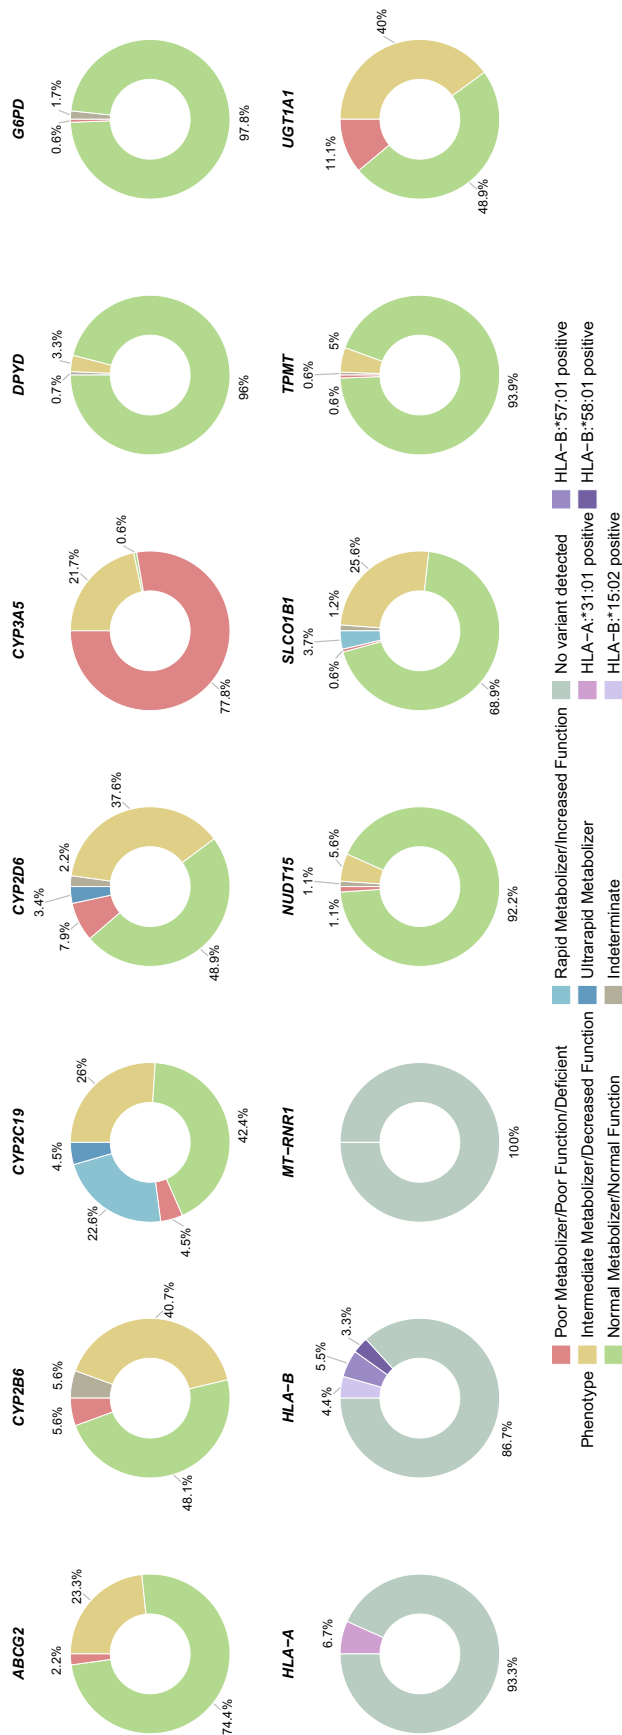 ABCG2
2.2%
23.3%
74.4%
CYP2B6
5.6%
5.6%
40.7%
48.1%
CYP2C19
4.5%
26%
22.6%
4.5%
42.4%
CYP2D6
3.4%
2.2%
7.9%
37.6%
48.9%
CYP3A5
21.7%
0.6%
77.8%
DPYD
0.7%
3.3%
96%
G6PD
0.6%
1.7%
97.8%
HLA−A
6.7%
93.3%
HLA−B
4.4%
5.5%
3.3%
86.7%
MT−RNR1
100%
NUDT15
1.1%
1.1%
5.6%
92.2%
SLCO1B1
0.6%
3.7%
1.2%
25.6%
68.9%
TPMT
0.6%
0.6%
5%
93.9%
UGT1A1
11.1%
40%
48.9%
Phenotype
Poor Metabolizer/Poor Function/Deficient
Intermediate Metabolizer/Decreased Function
Normal Metabolizer/Normal Function
Rapid Metabolizer/Increased Function
Ultrarapid Metabolizer
Indeterminate
No variant detected
HLA−A:*31:01 positive
HLA−B:*15:02 positive
HLA−B:*57:01 positive
HLA−B:*58:01 positive